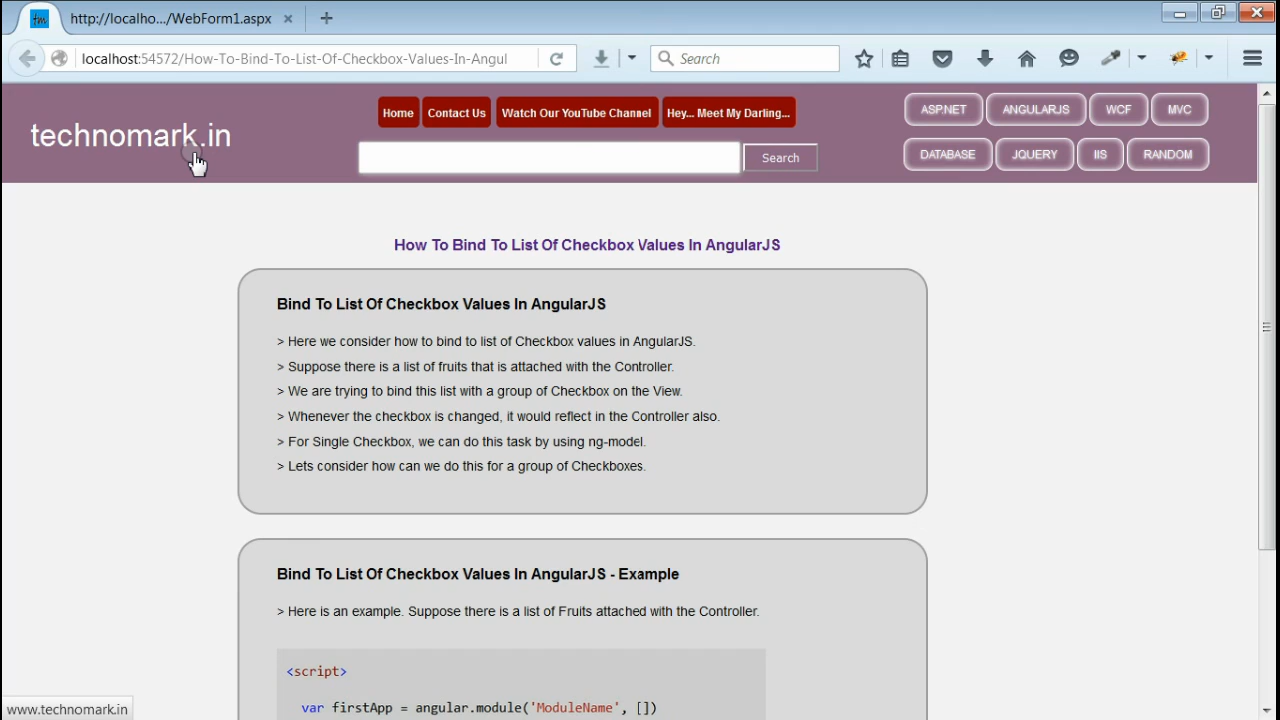 http://localho.../WebForm1.aspx
localhost:54572/How-To-Bind-To-List-Of-Checkbox-Values-In-Angul
Search
technomark.in
Home
Contact Us
Watch Our YouTube Channel
Hey... Meet My Darling...
Search
ASP.NET
ANGULARJS
WCF
MVC
DATABASE
JQUERY
IIS
RANDOM
How To Bind To List Of Checkbox Values In AngularJS
Bind To List Of Checkbox Values In AngularJS
> Here we consider how to bind to list of Checkbox values in AngularJS.
> Suppose there is a list of fruits that is attached with the Controller.
> We are trying to bind this list with a group of Checkbox on the View.
> Whenever the checkbox is changed, it would reflect in the Controller also.
> For Single Checkbox, we can do this task by using ng-model.
> Lets consider how can we do this for a group of Checkboxes.
Bind To List Of Checkbox Values In AngularJS - Example
> Here is an example. Suppose there is a list of Fruits attached with the Controller.
<script>
var firstApp = angular.module('ModuleName', [])
www.technomark.in